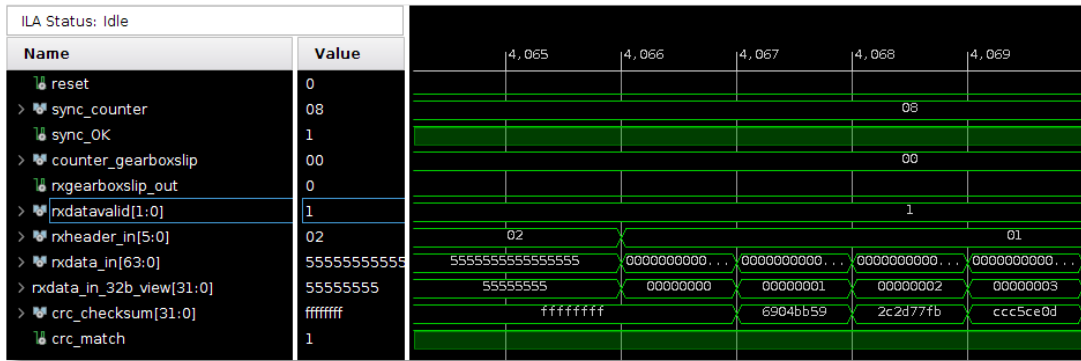 ILA Status: Idle
Name Value 4,065 4,066 4,067 4,068 4,069
reset 0
sync_counter 08 08
sync_OK 1
counter_gearboxslip 00 00
rxgearboxslip_out 0
rxdatavalid[1:0] 1 1
rxheader_in[5:0] 02 02 01
rxdata_in[63:0] 555555555555 5555555555555555 0000000000... 0000000000... 0000000000... 0000000000...
rxdata_in_32b_view[31:0] 55555555 55555555 00000000 00000001 00000002 00000003
crc_checksum[31:0] ffffffff ffffffff 6904bb59 2c2d77fb ccc5ce0d
crc_match 1